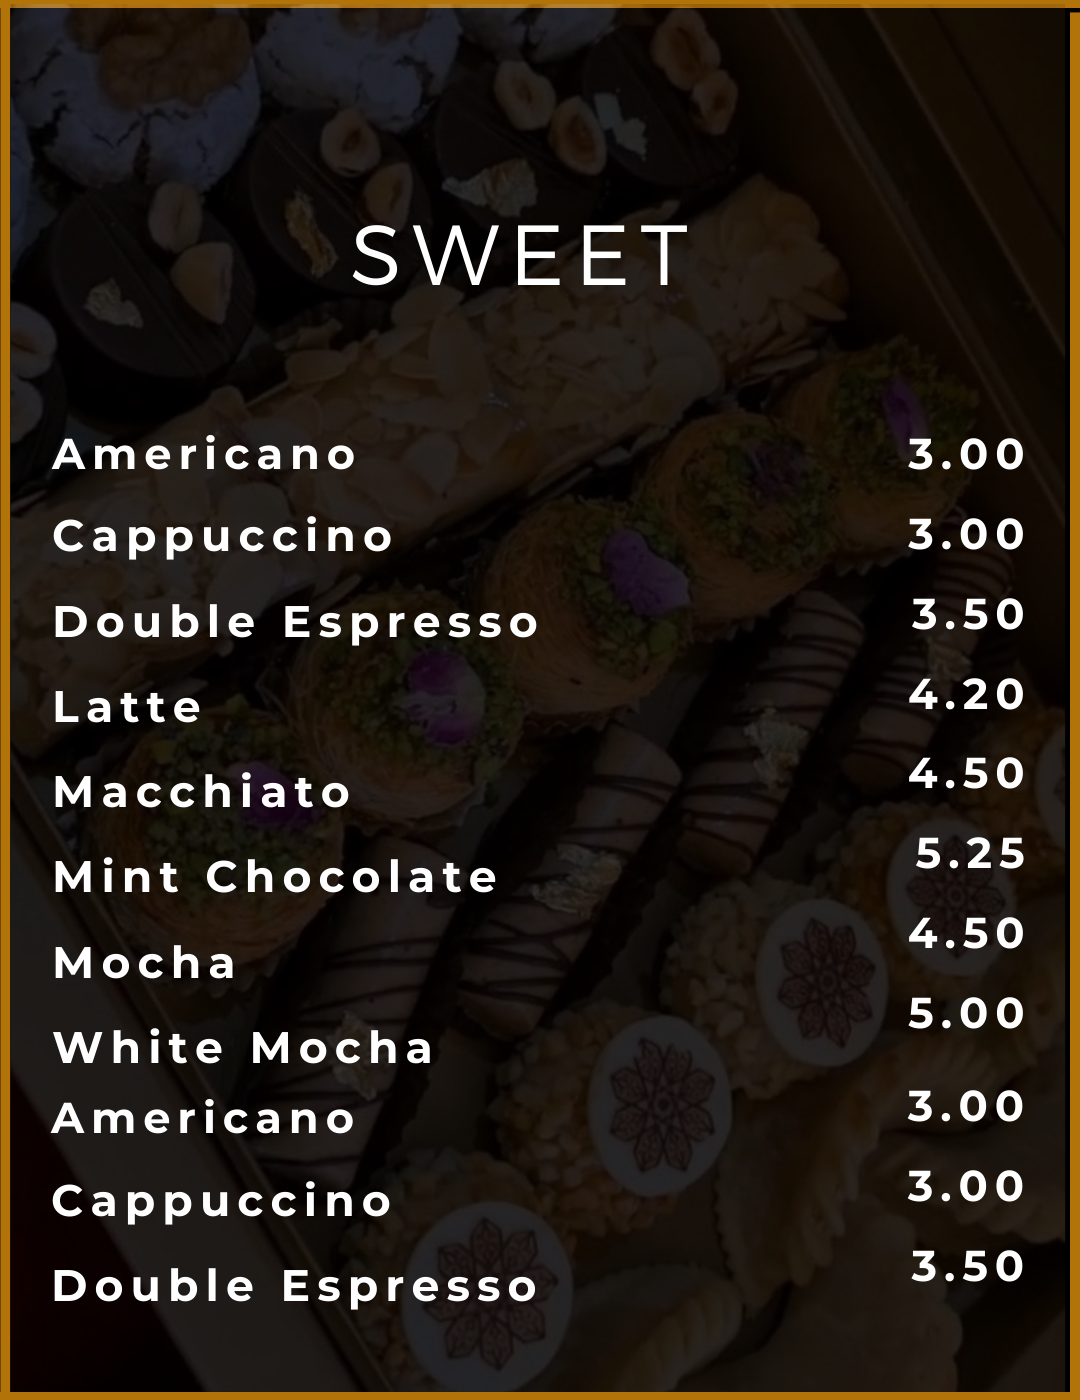 SWEET
Americano 3.00
Cappuccino 3.00
Double Espresso 3.50
Latte 4.20
Macchiato 4.50
Mint Chocolate 5.25
Mocha 4.50
White Mocha 5.00
Americano 3.00
Cappuccino 3.00
Double Espresso 3.50